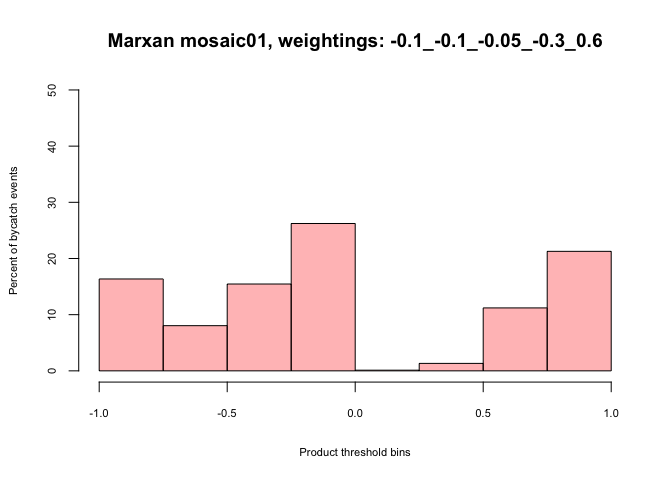 Marxan mosaic01, weightings: -0.1_-0.1_-0.05_-0.3_0.6
50
40
30
20
10
0
Percent of bycatch events
-1.0 -0.5 0.0 0.5 1.0
Product threshold bins